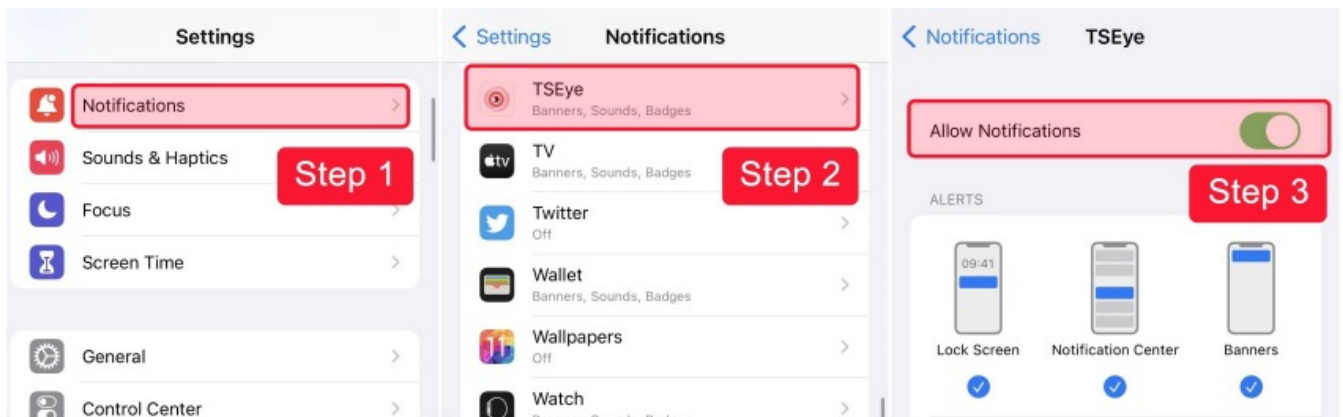 Settings
Notifications
Sounds & Haptics
Step 1
Focus
Screen Time
General
Control Center
Settings
Notifications
TSEye
Banners, Sounds, Badges
tv
TV
Banners, Sounds, Badges
Step 2
Twitter
Off
Wallet
Banners, Sounds, Badges
11
Wallpapers
Off
Watch
Notifications
TSEye
Allow Notifications
Step 3
ALERTS
09:41
Lock Screen
Notification Center
Banners